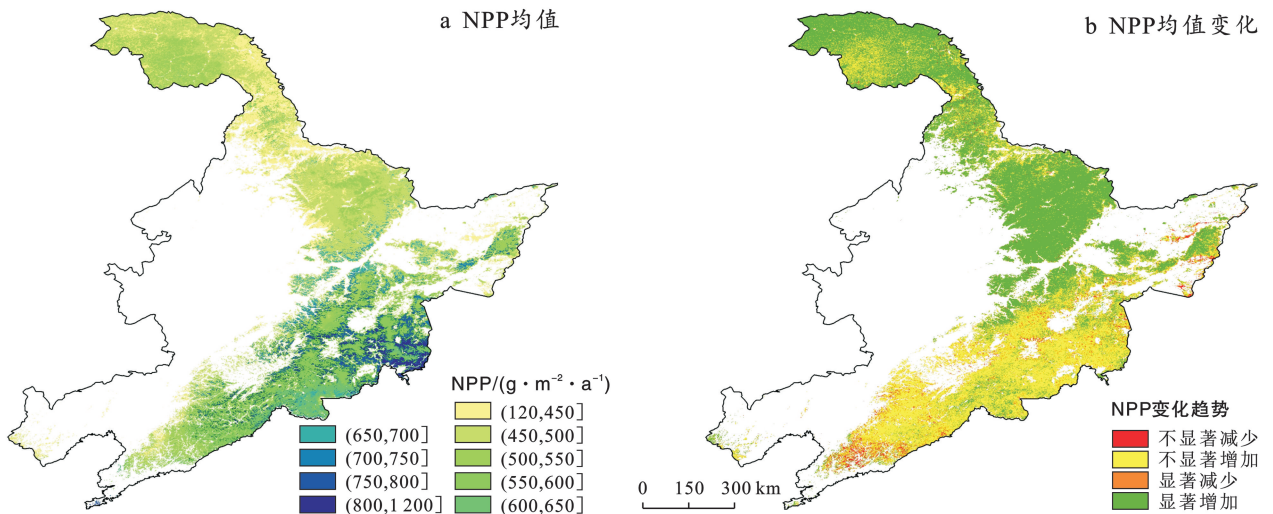 a NPP均值
NPP/(g·m⁻²·a⁻¹)
(650,700]
(700,750]
(750,800]
(800,1 200]
(120,450]
(450,500]
(500,550]
(550,600]
(600,650]
b NPP均值变化
0 150 300 km
NPP变化趋势
不显著减少
不显著增加
显著减少
显著增加